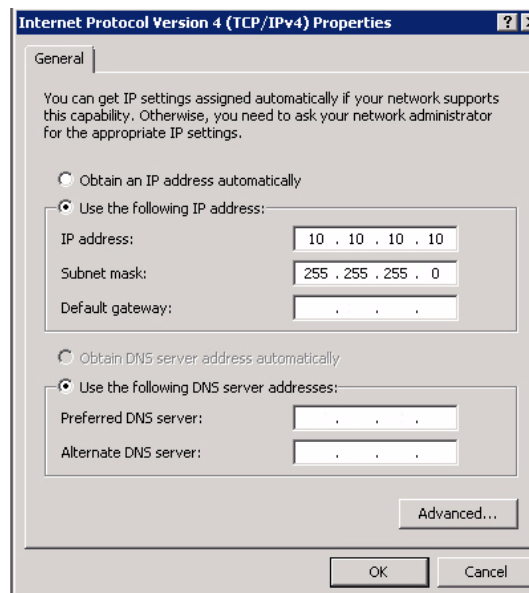 Internet Protocol Version 4 (TCP/IPv4) Properties
General
You can get IP settings assigned automatically if your network supports
this capability. Otherwise, you need to ask your network administrator
for the appropriate IP settings.
Obtain an IP address automatically
Use the following IP address:
IP address: 10 . 10 . 10 . 10
Subnet mask: 255 . 255 . 255 . 0
Default gateway: . . .
Obtain DNS server address automatically
Use the following DNS server addresses:
Preferred DNS server: . . .
Alternate DNS server: . . .
Advanced...
OK Cancel